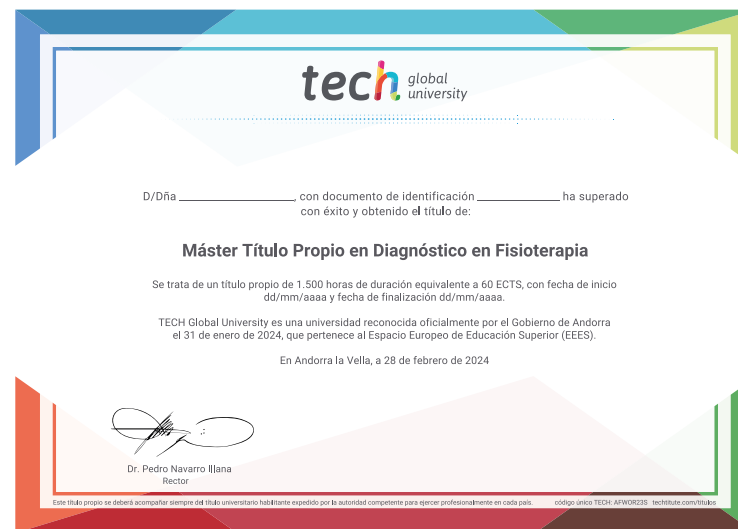 tech global university
D/Dña ____________, con documento de identificación ____________ ha superado
con éxito y obtenido el título de:
Máster Título Propio en Diagnóstico en Fisioterapia
Se trata de un título propio de 1.500 horas de duración equivalente a 60 ECTS, con fecha de inicio
dd/mm/aaaa y fecha de finalización dd/mm/aaaa.
TECH Global University es una universidad reconocida oficialmente por el Gobierno de Andorra
el 31 de enero de 2024, que pertenece al Espacio Europeo de Educación Superior (EEES).
En Andorra la Vella, a 28 de febrero de 2024
Dr. Pedro Navarro Illana
Rector
Este título propio se deberá acompañar siempre del título universitario habilitante expedido por la autoridad competente para ejercer profesionalmente en cada país. código único TECH: AFWOR23S techtitute.com/titulos